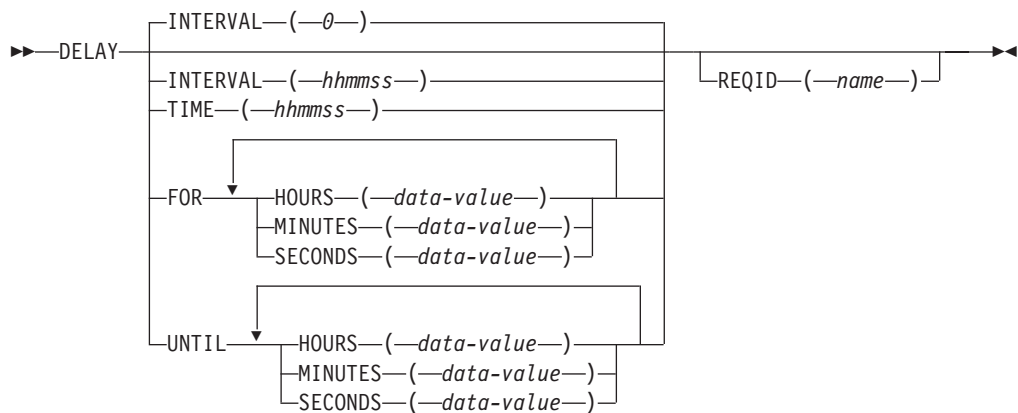 INTERVAL ( 0 )
DELAY
INTERVAL ( hhmmss )
REQID ( name )
TIME ( hhmmss )
FOR HOURS ( data-value )
MINUTES ( data-value )
SECONDS ( data-value )
UNTIL HOURS ( data-value )
MINUTES ( data-value )
SECONDS ( data-value )